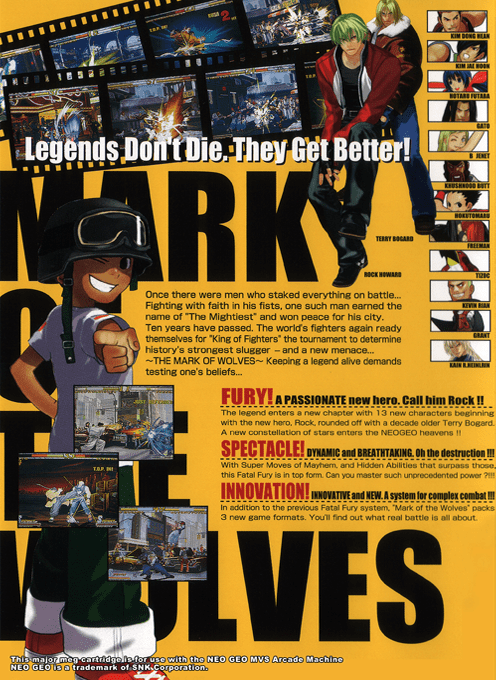 Legends Don't Die. They Get Better!
MARK
OF
THE
WOLVES
KIM DONG HWAN
KIM JAE HOON
HOTARU FUTABA
GATO
B. JENET
KHUSHNOOD BUTT
HOKUTOMARU
FREEMAN
TIZOC
KEVIN RIAN
GRANT
KAIN R.HEINLEIN
TERRY BOGARD
ROCK HOWARD
Once there were men who staked everything on battle...
Fighting with faith in his fists, one such man earned the
name of "The Mightiest" and won peace for his city.
Ten years have passed. The world's fighters again ready
themselves for "King of Fighters" the tournament to determine
history's strongest slugger – and a new menace...
~THE MARK OF WOLVES~ Keeping a legend alive demands
testing one's beliefs...
FURY! A PASSIONATE new hero. Call him Rock !!
The legend enters a new chapter with 13 new characters beginning
with the new hero, Rock, rounded off with a decade older Terry Bogard.
A new constellation of stars enters the NEOGEO heavens !!
SPECTACLE! DYNAMIC and BREATHTAKING. Oh the destruction !!!
With Super Moves of Mayhem, and Hidden Abilities that surpass those,
this Fatal Fury is in top form. Can you master such unprecedented power ?!!!
INNOVATION! INNOVATIVE and NEW. A system for complex combat !!!
In addition to the previous Fatal Fury system, "Mark of the Wolves" packs
3 new game formats. You'll find out what real battle is all about.
T.O.P. ON!
This major meg cartridge is for use with the NEO GEO MVS Arcade Machine
NEO GEO is a trademark of SNK Corporation.